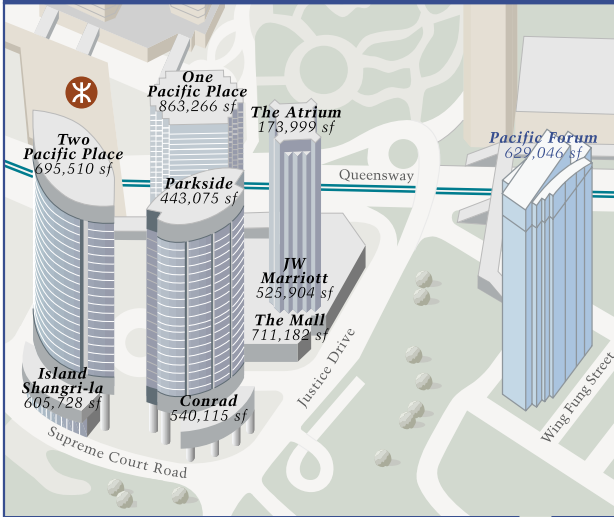 One
Pacific Place
863,266 sf
The Atrium
173,999 sf
Two
Pacific Place
695,510 sf
Pacific Forum
629,046 sf
Queensway
Parkside
443,075 sf
JW
Marriott
525,904 sf
The Mall
711,182 sf
Justice Drive
Wing Fung Street
Island
Shangri-la
605,728 sf
Conrad
540,115 sf
Supreme Court Road